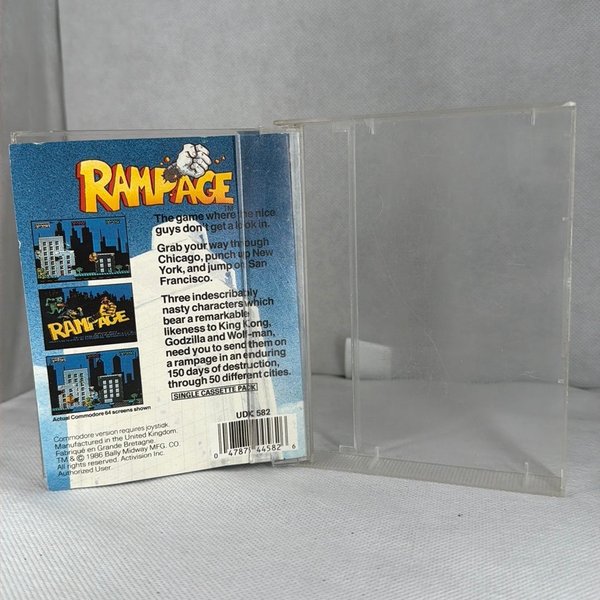 RAMPAGE
TM
The game where the nice
guys don't get a look in.
Grab your way through
Chicago, punch up New
York, and jump on San
Francisco.
Three indescribably
nasty characters which
bear a remarkable
likeness to King Kong,
Godzilla and Wolf-man,
need you to send them on
a rampage in an enduring
150 days of destruction,
through 50 different cities.
SINGLE CASSETTE PACK
RAMPAGE
Actual Commodore 64 screens shown
UDK 582
Commodore version requires joystick.
Manufactured in the United Kingdom.
Fabriqué en Grande Bretagne
TM & © 1986 Bally Midway MFG. CO.
All rights reserved. Activision Inc.
Authorized User.
0 47875 44582 6